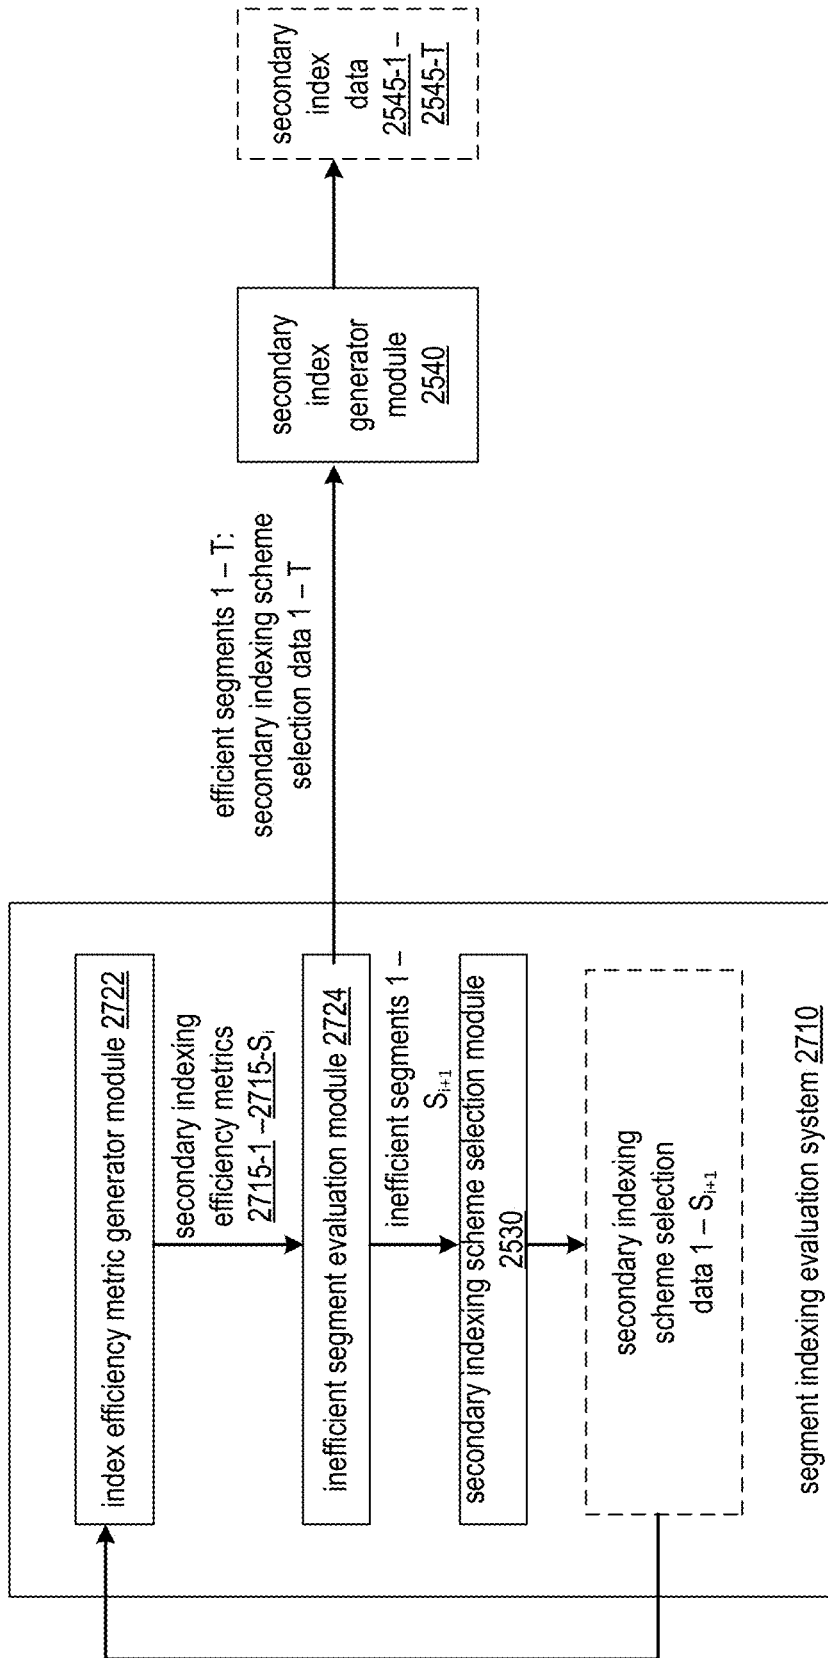 index efficiency metric generator module 2722
secondary indexing
efficiency metrics
2715-1 –2715-Sᵢ
inefficient segment evaluation module 2724
inefficient segments 1 –
Sᵢ₊₁
secondary indexing scheme selection module
2530
secondary indexing
scheme selection
data 1 – Sᵢ₊₁
segment indexing evaluation system 2710
efficient segments 1 – T:
secondary indexing scheme
selection data 1 – T
secondary
index
generator
module
2540
secondary
index
data
2545-1 –
2545-T